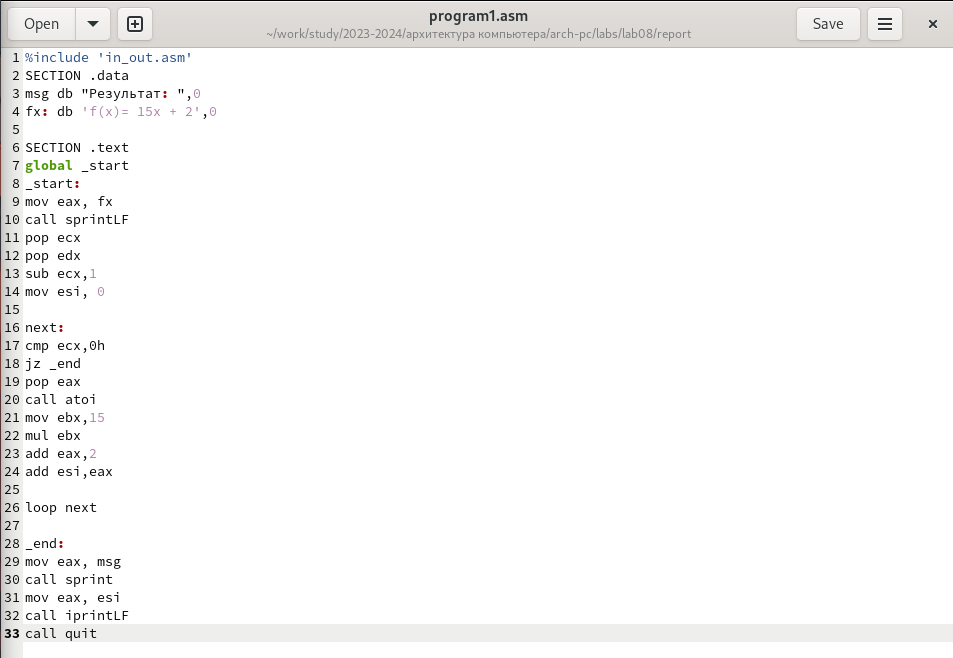 Open
program1.asm
~/work/study/2023-2024/архитектура компьютера/arch-pc/labs/lab08/report
Save
1 %include 'in_out.asm'
2 SECTION .data
3 msg db "Результат: ",0
4 fx: db 'f(x)= 15x + 2',0
5
6 SECTION .text
7 global _start
8 _start:
9 mov eax, fx
10 call sprintLF
11 pop ecx
12 pop edx
13 sub ecx,1
14 mov esi, 0
15
16 next:
17 cmp ecx,0h
18 jz _end
19 pop eax
20 call atoi
21 mov ebx,15
22 mul ebx
23 add eax,2
24 add esi,eax
25
26 loop next
27
28 _end:
29 mov eax, msg
30 call sprint
31 mov eax, esi
32 call iprintLF
33 call quit